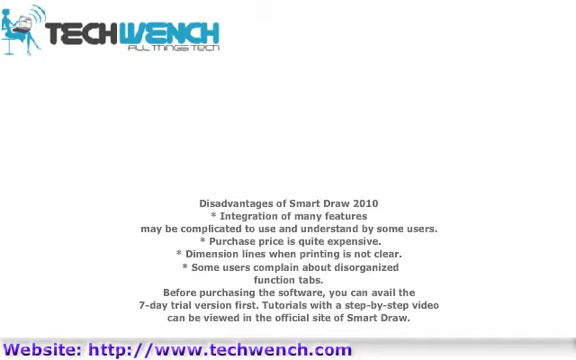 TECHWENCH
ALL THINGS TECH
Disadvantages of Smart Draw 2010
* Integration of many features
may be complicated to use and understand by some users.
* Purchase price is quite expensive.
* Dimension lines when printing is not clear.
* Some users complain about disorganized
function tabs.
Before purchasing the software, you can avail the
7-day trial version first. Tutorials with a step-by-step video
can be viewed in the official site of Smart Draw.
Website: http://www.techwench.com